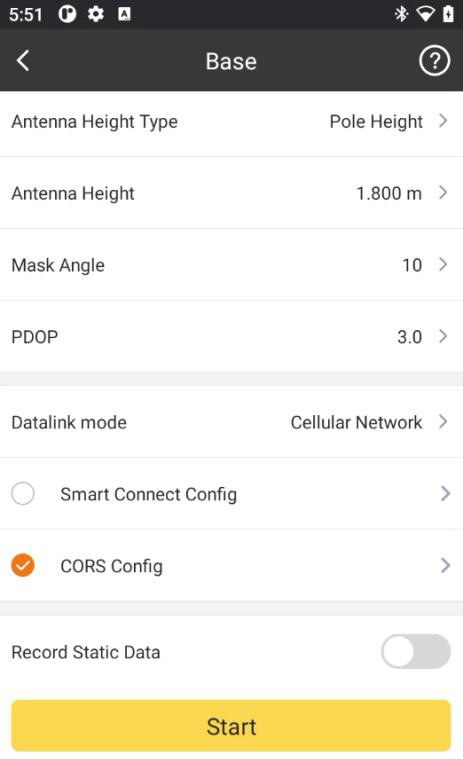 5:51
Base
Antenna Height Type Pole Height
Antenna Height 1.800 m
Mask Angle 10
PDOP 3.0
Datalink mode Cellular Network
Smart Connect Config
CORS Config
Record Static Data
Start